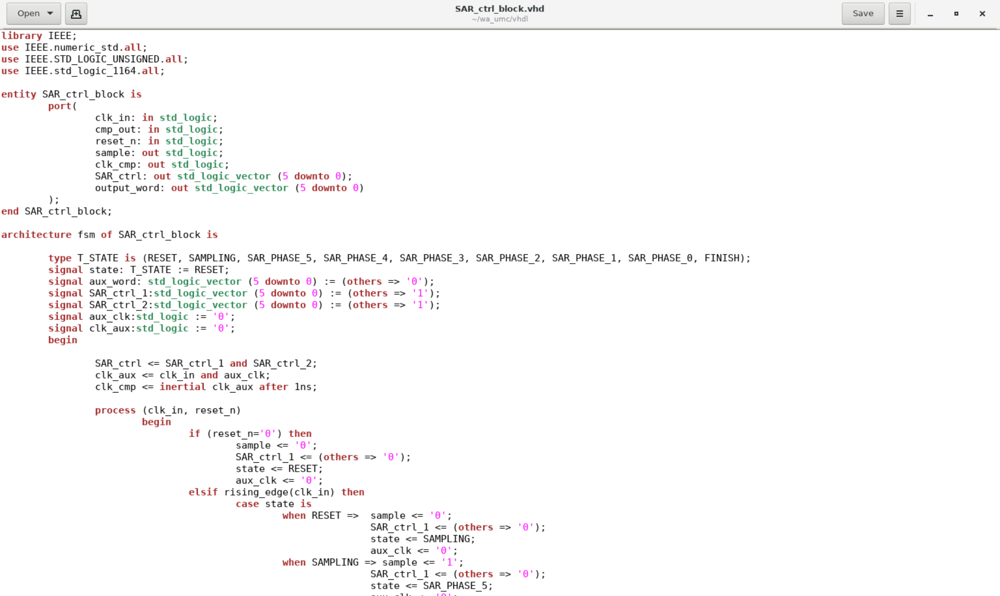 Open
SAR_ctrl_block.vhd
~/wa_umc/vhdl
Save
library IEEE;
use IEEE.numeric_std.all;
use IEEE.STD_LOGIC_UNSIGNED.all;
use IEEE.std_logic_1164.all;
entity SAR_ctrl_block is
port(
clk_in: in std_logic;
cmp_out: in std_logic;
reset_n: in std_logic;
sample: out std_logic;
clk_cmp: out std_logic;
SAR_ctrl: out std_logic_vector (5 downto 0);
output_word: out std_logic_vector (5 downto 0)
);
end SAR_ctrl_block;
architecture fsm of SAR_ctrl_block is
type T_STATE is (RESET, SAMPLING, SAR_PHASE_5, SAR_PHASE_4, SAR_PHASE_3, SAR_PHASE_2, SAR_PHASE_1, SAR_PHASE_0, FINISH);
signal state: T_STATE := RESET;
signal aux_word: std_logic_vector (5 downto 0) := (others => '0');
signal SAR_ctrl_1:std_logic_vector (5 downto 0) := (others => '1');
signal SAR_ctrl_2:std_logic_vector (5 downto 0) := (others => '1');
signal aux_clk:std_logic := '0';
signal clk_aux:std_logic := '0';
begin
SAR_ctrl <= SAR_ctrl_1 and SAR_ctrl_2;
clk_aux <= clk_in and aux_clk;
clk_cmp <= inertial clk_aux after 1ns;
process (clk_in, reset_n)
begin
if (reset_n='0') then
sample <= '0';
SAR_ctrl_1 <= (others => '0');
state <= RESET;
aux_clk <= '0';
elsif rising_edge(clk_in) then
case state is
when RESET => sample <= '0';
SAR_ctrl_1 <= (others => '0');
state <= SAMPLING;
aux_clk <= '0';
when SAMPLING => sample <= '1';
SAR_ctrl_1 <= (others => '0');
state <= SAR_PHASE_5;